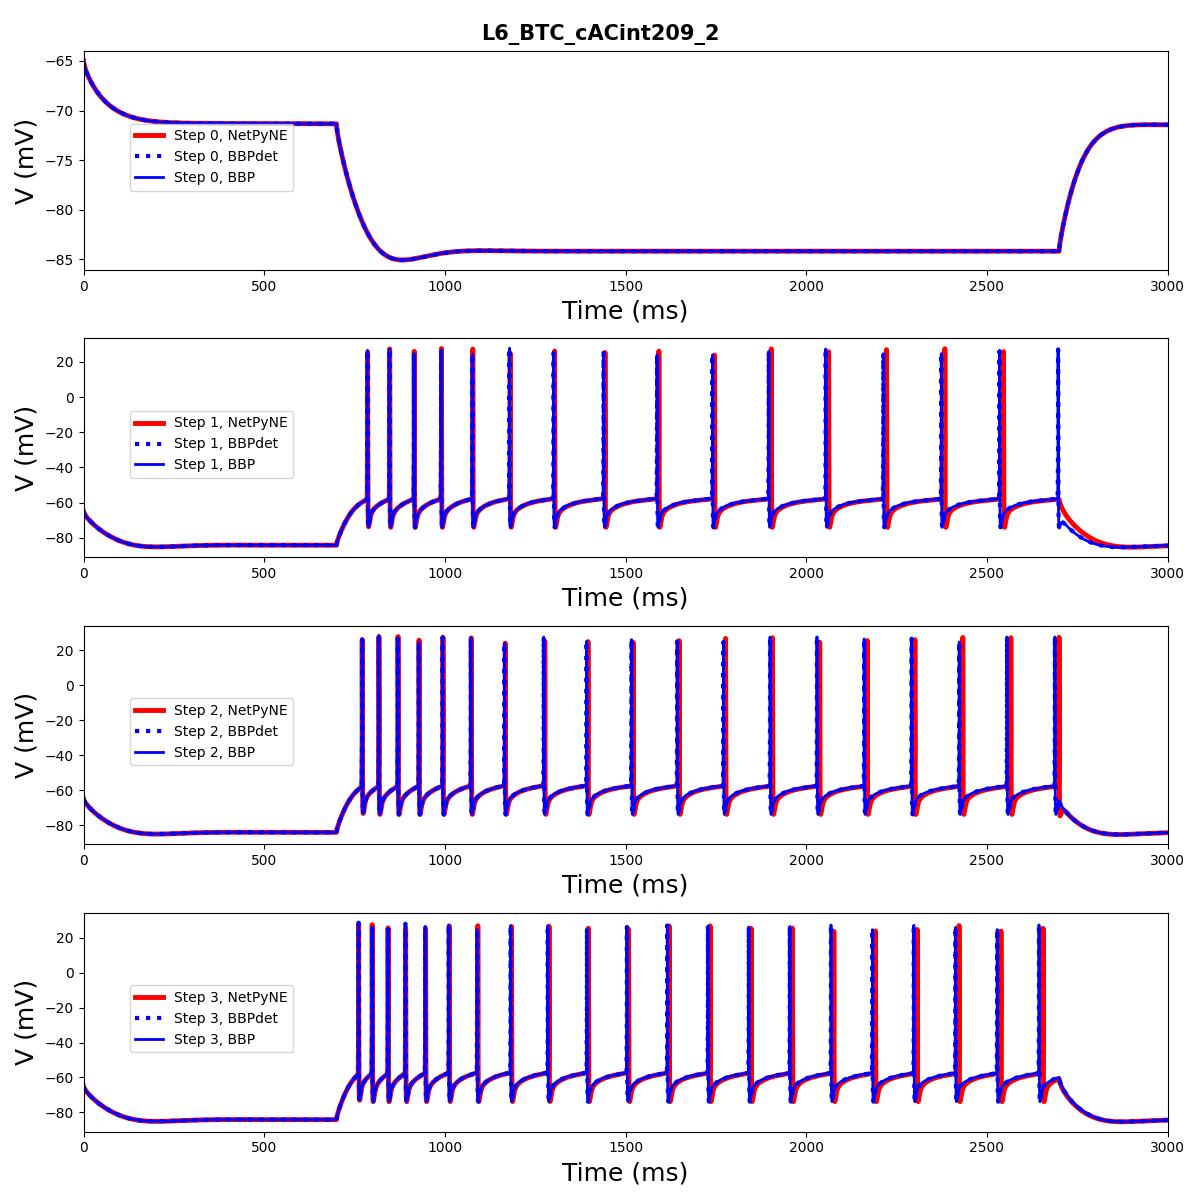 L6_BTC_cACint209_2
−65
−70
−75
−80
−85
V (mV)
Step 0, NetPyNE
Step 0, BBPdet
Step 0, BBP
0 500 1000 1500 2000 2500 3000
Time (ms)
20
0
−20
−40
−60
−80
V (mV)
Step 1, NetPyNE
Step 1, BBPdet
Step 1, BBP
0 500 1000 1500 2000 2500 3000
Time (ms)
20
0
−20
−40
−60
−80
V (mV)
Step 2, NetPyNE
Step 2, BBPdet
Step 2, BBP
0 500 1000 1500 2000 2500 3000
Time (ms)
20
0
−20
−40
−60
−80
V (mV)
Step 3, NetPyNE
Step 3, BBPdet
Step 3, BBP
0 500 1000 1500 2000 2500 3000
Time (ms)